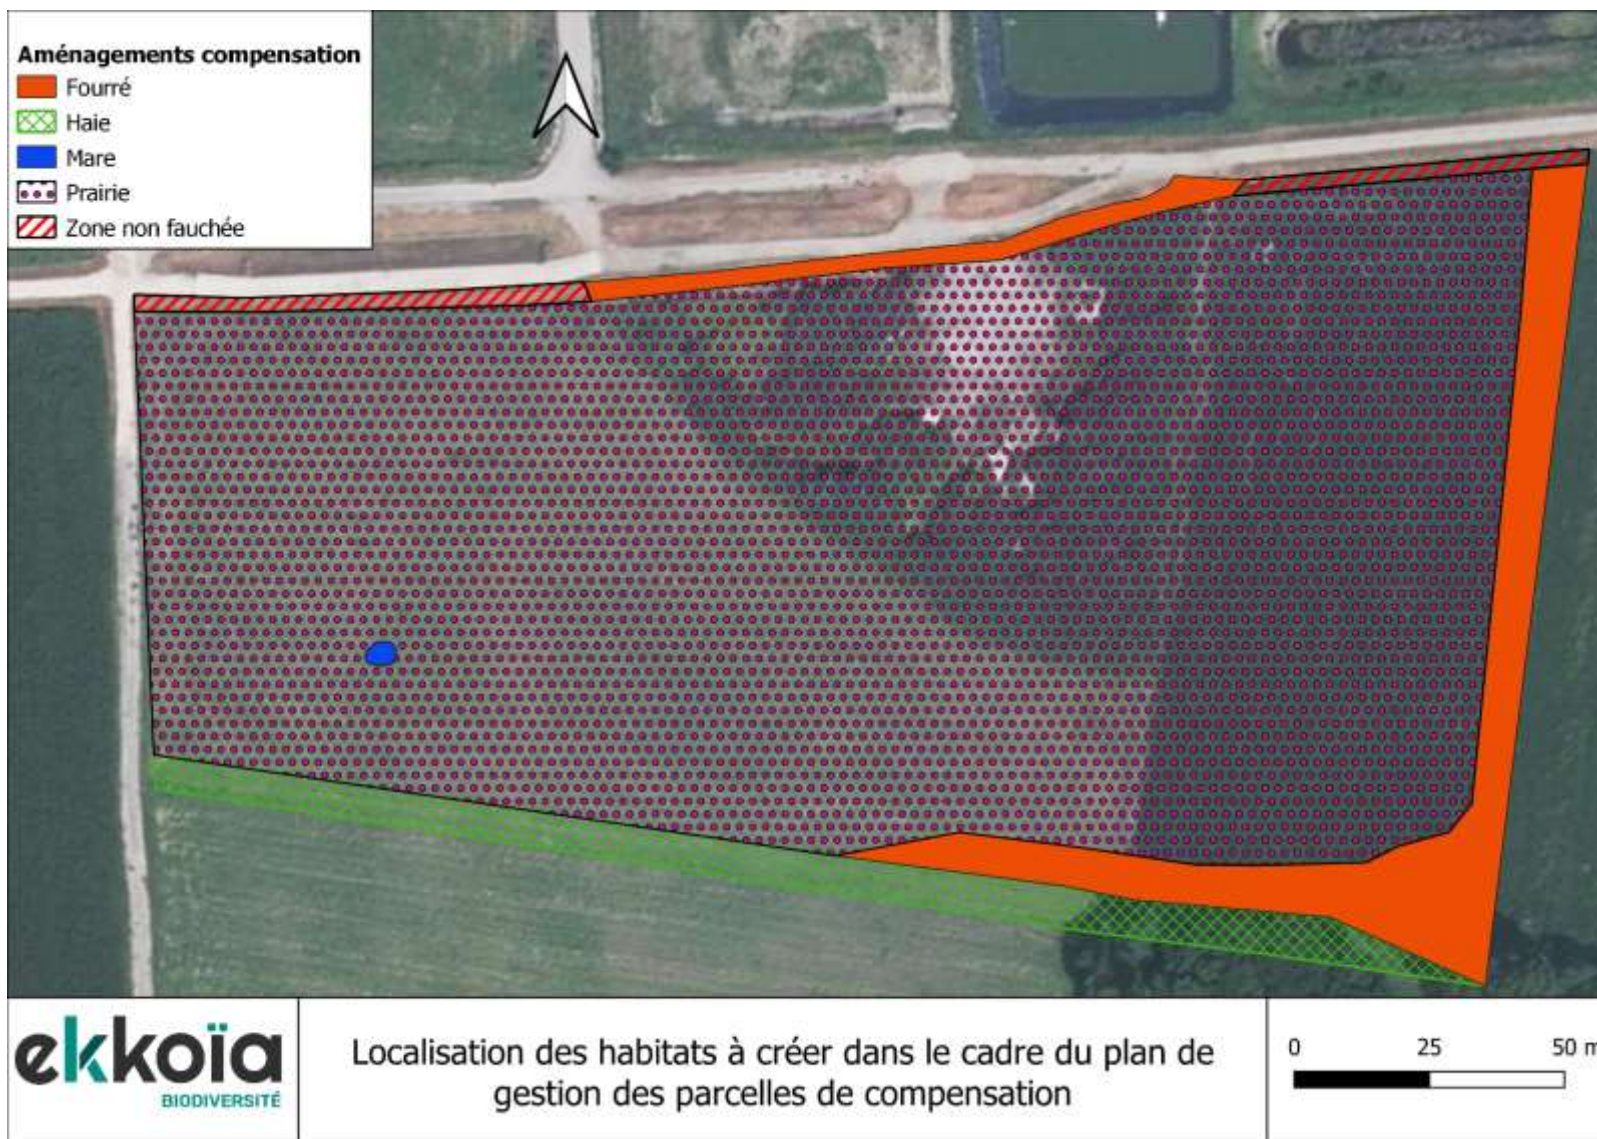 Aménagements compensation
Fourré
Haie
Mare
Prairie
Zone non fauchée
ekkoïa
BIODIVERSITÉ
Localisation des habitats à créer dans le cadre du plan de
gestion des parcelles de compensation
0 25 50 m